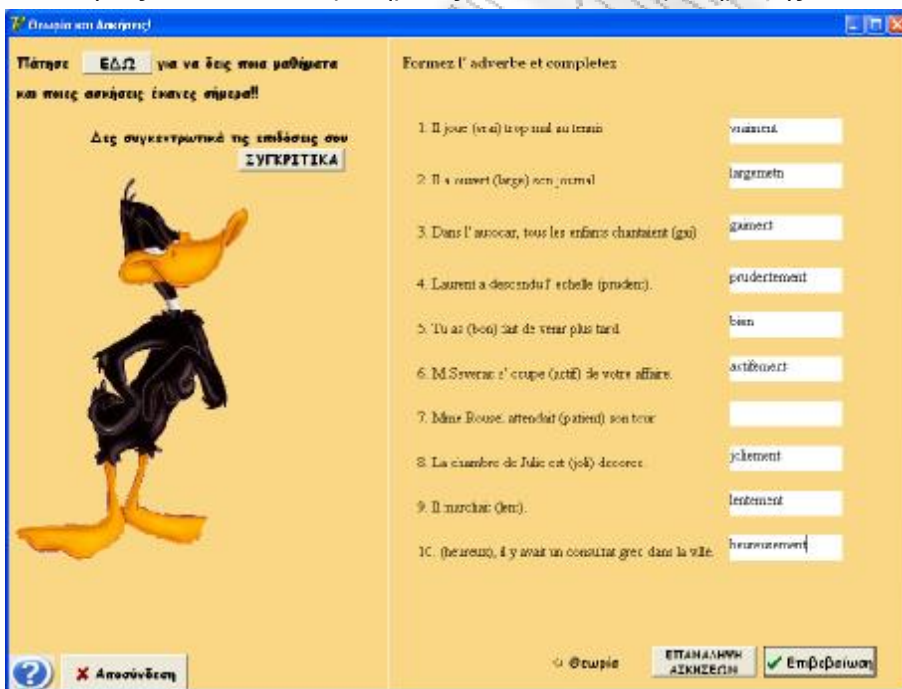 Θεωρία και Ασκήσεις!
Πάτησε ΕΔΩ για να δεις ποια μαθήματα
και ποιες ασκήσεις έκανες σήμερα!!
Δες συγκεντρωτικά τις επιδόσεις σου
ΣΥΓΚΡΙΤΙΚΑ
Formez l' adverbe et completez
1. Il joue (vrai) trop mal au tennis vraiment
2. Il a ouvert (large) son journal largemetn
3. Dans l' autocar, tous les enfants chantaient (gai) gaiment
4. Laurent a descendu l' echelle (prudent). prudentement
5. Tu as (bon) fait de venir plus tard bien
6. M.Severac s' occupe (actif) de votre affaire. actifement
7. Mme Rousel attendait (patient) son tour
8. La chambre de Julie est (joli) decoree joliement
9. Il marchait (lent). lentement
10. (heureux), il y avait un consulat grec dans la ville. heureusement
Αποσύνδεση
Θεωρία
ΕΠΑΝΑΛΗΨΗ
ΑΣΚΗΣΕΩΝ
Επιβεβαίωση